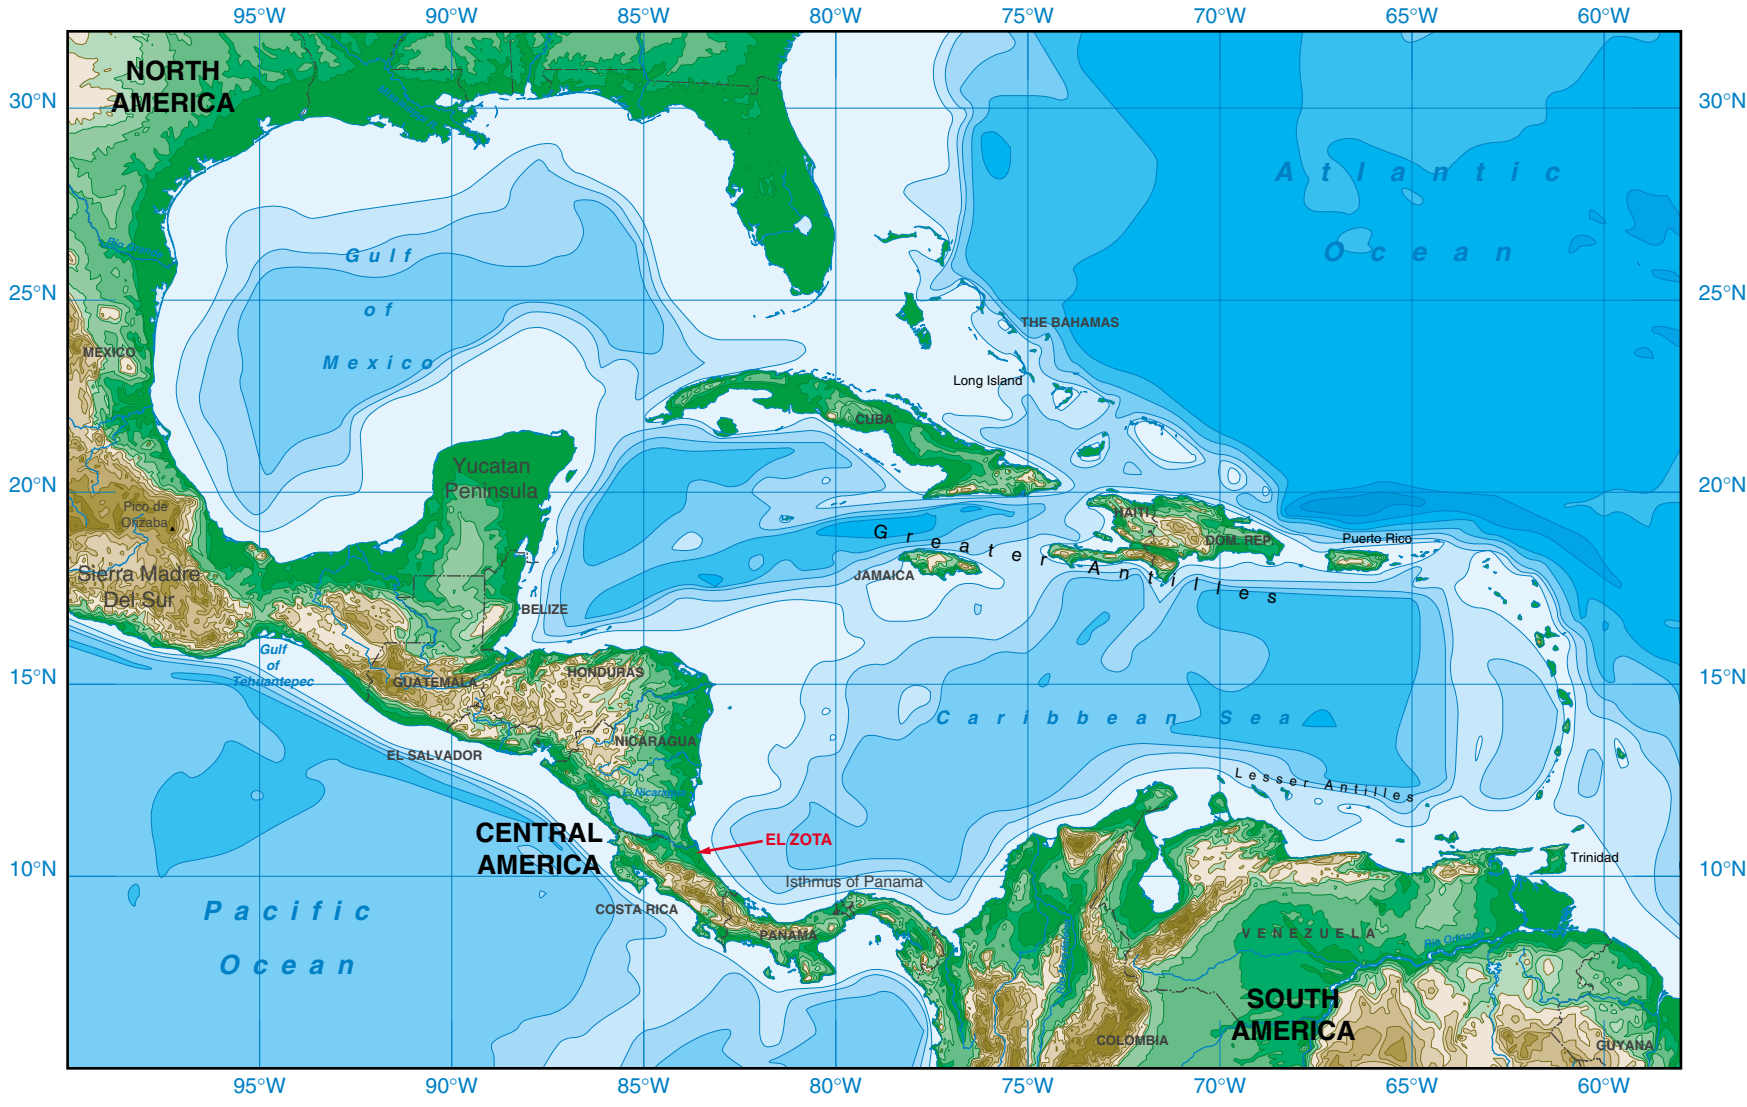 95°W 90°W 85°W 80°W 75°W 70°W 65°W 60°W
NORTH
AMERICA
30°N 30°N
Atlantic
Ocean
Gulf
of
Mexico
25°N 25°N
THE BAHAMAS
MEXICO
Long Island
CUBA
Yucatan
Peninsula
20°N 20°N
Pico de
Orizaba
HAITI
DOM. REP.
Puerto Rico
Greater Antilles
JAMAICA
Sierra Madre
Del Sur
BELIZE
Gulf
of
Tehuantepec
15°N 15°N
GUATEMALA
HONDURAS
Caribbean Sea
NICARAGUA
EL SALVADOR
Lesser Antilles
L. Nicaragua
CENTRAL
AMERICA
EL ZOTA
Trinidad
10°N 10°N
Isthmus of Panama
COSTA RICA
PANAMA
Pacific
Ocean
VENEZUELA
Rio Orinoco
SOUTH
AMERICA
COLOMBIA
GUYANA
95°W 90°W 85°W 80°W 75°W 70°W 65°W 60°W